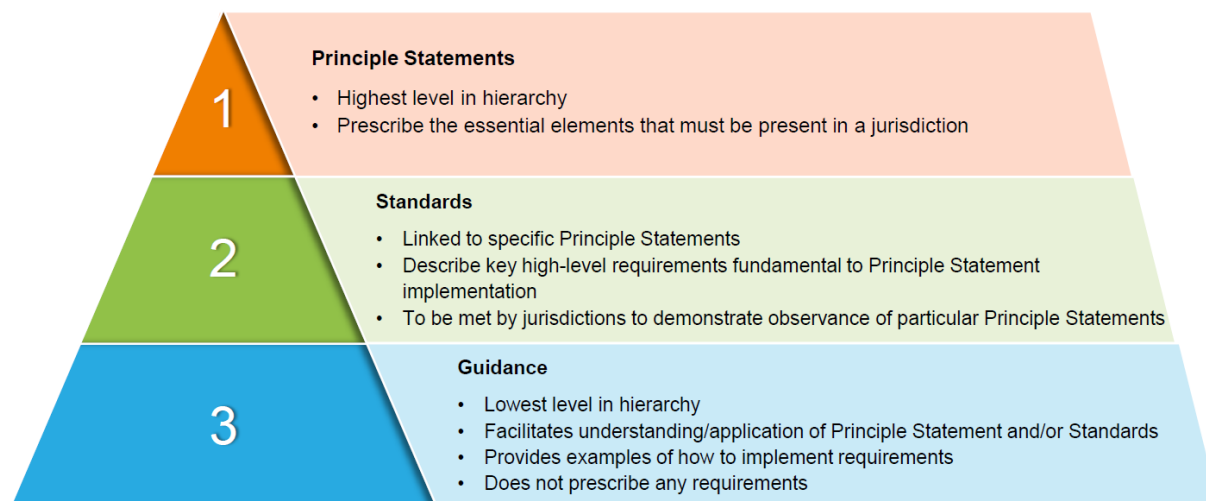 1
Principle Statements
• Highest level in hierarchy
• Prescribe the essential elements that must be present in a jurisdiction
2
Standards
• Linked to specific Principle Statements
• Describe key high-level requirements fundamental to Principle Statement
implementation
• To be met by jurisdictions to demonstrate observance of particular Principle Statements
3
Guidance
• Lowest level in hierarchy
• Facilitates understanding/application of Principle Statement and/or Standards
• Provides examples of how to implement requirements
• Does not prescribe any requirements